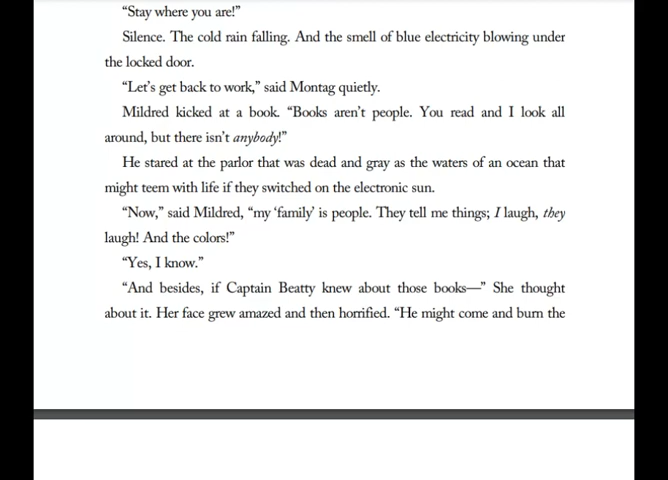 “Stay where you are!”
Silence. The cold rain falling. And the smell of blue electricity blowing under
the locked door.
“Let’s get back to work,” said Montag quietly.
Mildred kicked at a book. “Books aren’t people. You read and I look all
around, but there isn’t anybody!”
He stared at the parlor that was dead and gray as the waters of an ocean that
might teem with life if they switched on the electronic sun.
“Now,” said Mildred, “my ‘family’ is people. They tell me things; I laugh, they
laugh! And the colors!”
“Yes, I know.”
“And besides, if Captain Beatty knew about those books—” She thought
about it. Her face grew amazed and then horrified. “He might come and burn the